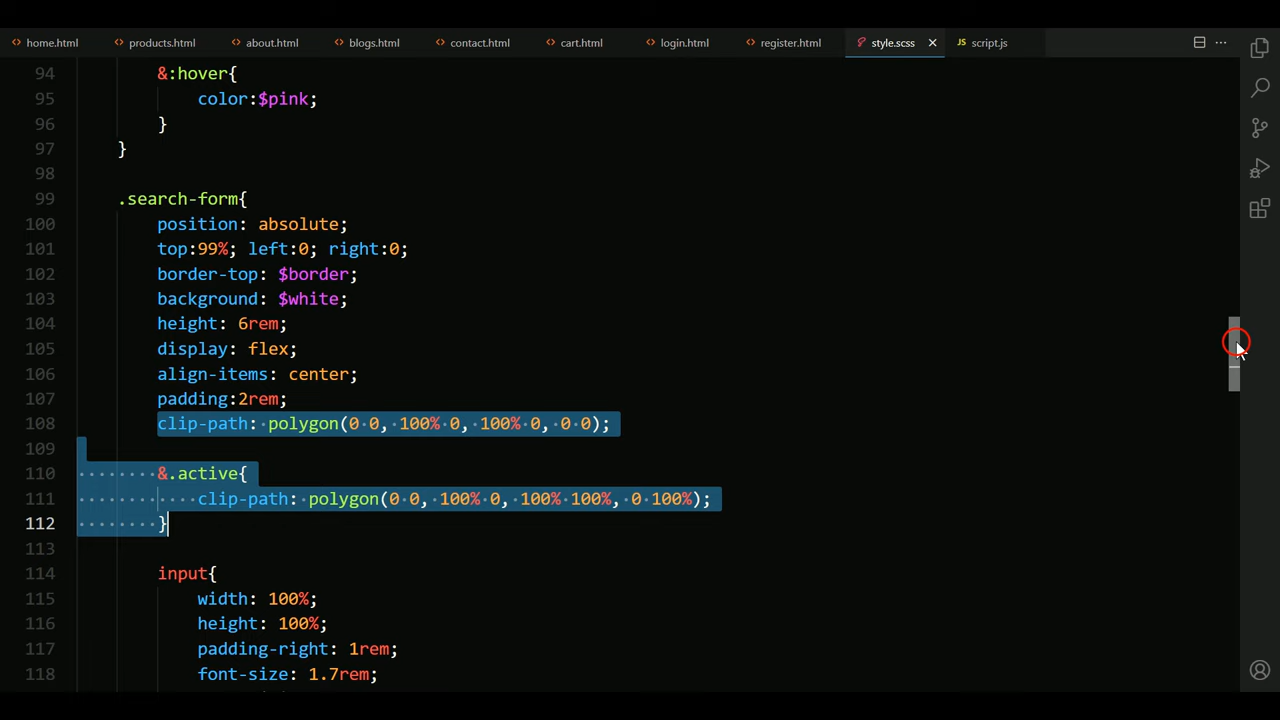 home.html products.html about.html blogs.html contact.html cart.html login.html register.html style.scss JS script.js
94 &:hover{
95 color:$pink;
96 }
97 }
98
99 .search-form{
100 position: absolute;
101 top:99%; left:0; right:0;
102 border-top: $border;
103 background: $white;
104 height: 6rem;
105 display: flex;
106 align-items: center;
107 padding:2rem;
108 clip-path: polygon(0 0, 100% 0, 100% 0, 0 0);
109
110 &.active{
111 clip-path: polygon(0 0, 100% 0, 100% 100%, 0 100%);
112 }
113
114 input{
115 width: 100%;
116 height: 100%;
117 padding-right: 1rem;
118 font-size: 1.7rem;